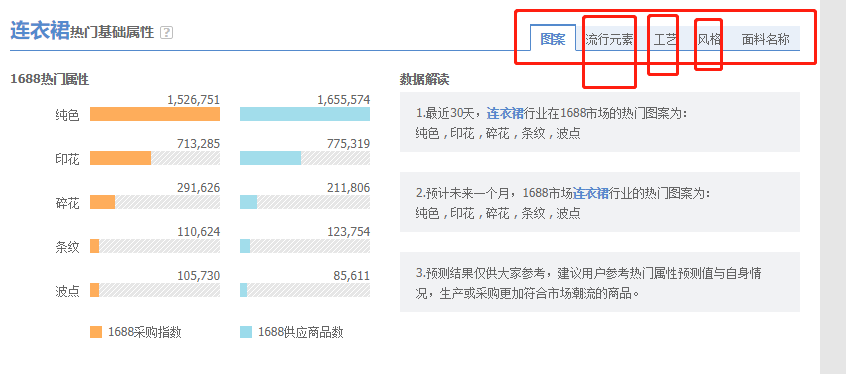 连衣裙热门基础属性 ?
图案 流行元素 工艺 风格 面料名称
1688热门属性
1,526,751 1,655,574
纯色
713,285 775,319
印花
291,626 211,806
碎花
110,624 123,754
条纹
105,730 85,611
波点
1688采购指数 1688供应商品数
数据解读
1.最近30天，连衣裙行业在1688市场的热门图案为：
纯色 , 印花 , 碎花 , 条纹 , 波点
2.预计未来一个月，1688市场连衣裙行业的热门图案为：
纯色 , 印花 , 碎花 , 条纹 , 波点
3.预测结果仅供大家参考，建议用户参考热门属性预测值与自身情
况，生产或采购更加符合市场潮流的商品。